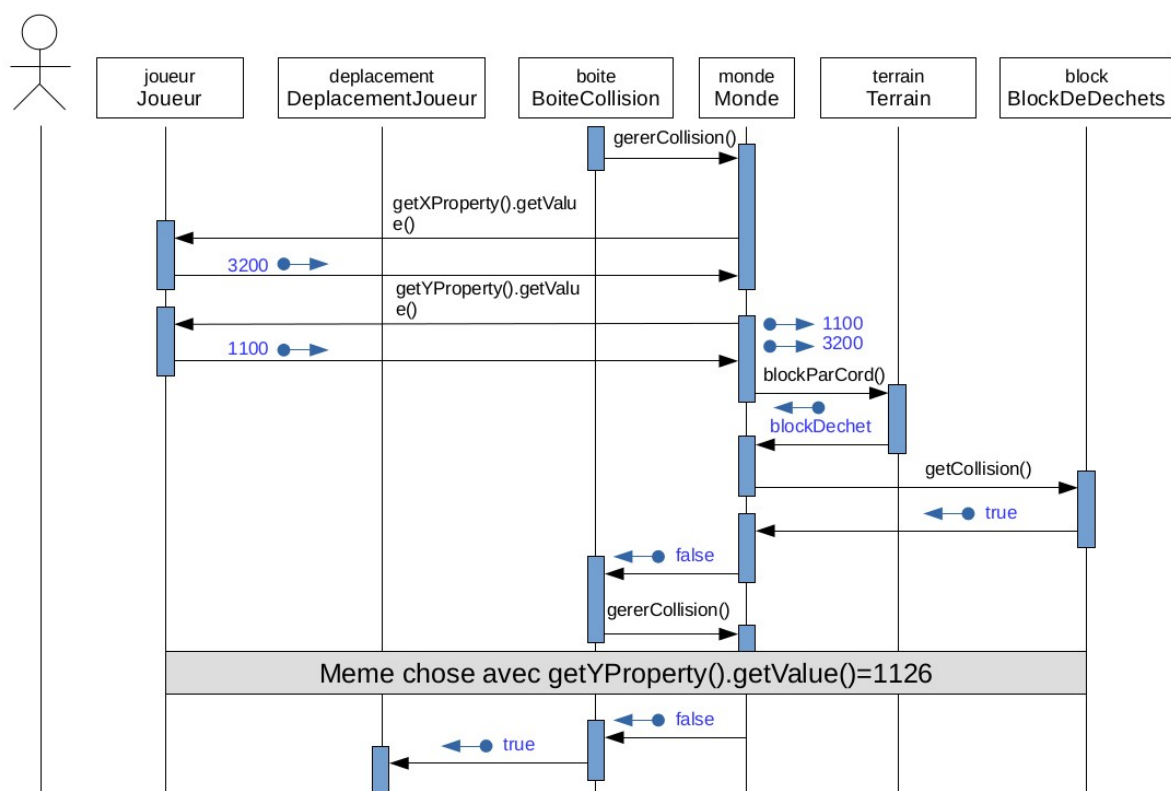 joueur
Joueur
deplacement
DeplacementJoueur
boite
BoiteCollision
monde
Monde
terrain
Terrain
block
BlockDeDechets
gererCollision()
getXProperty().getValu
e()
3200
getYProperty().getValu
e()
1100
3200
1100
blockParCord()
blockDechet
getCollision()
true
false
gererCollision()
Meme chose avec getYProperty().getValue()=1126
false
true